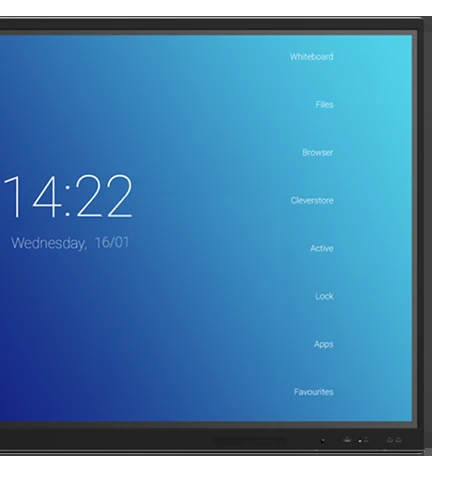 14:22
Wednesday, 16/01
Whiteboard
Files
Browser
Cleverstore
Active
Lock
Apps
Favourites